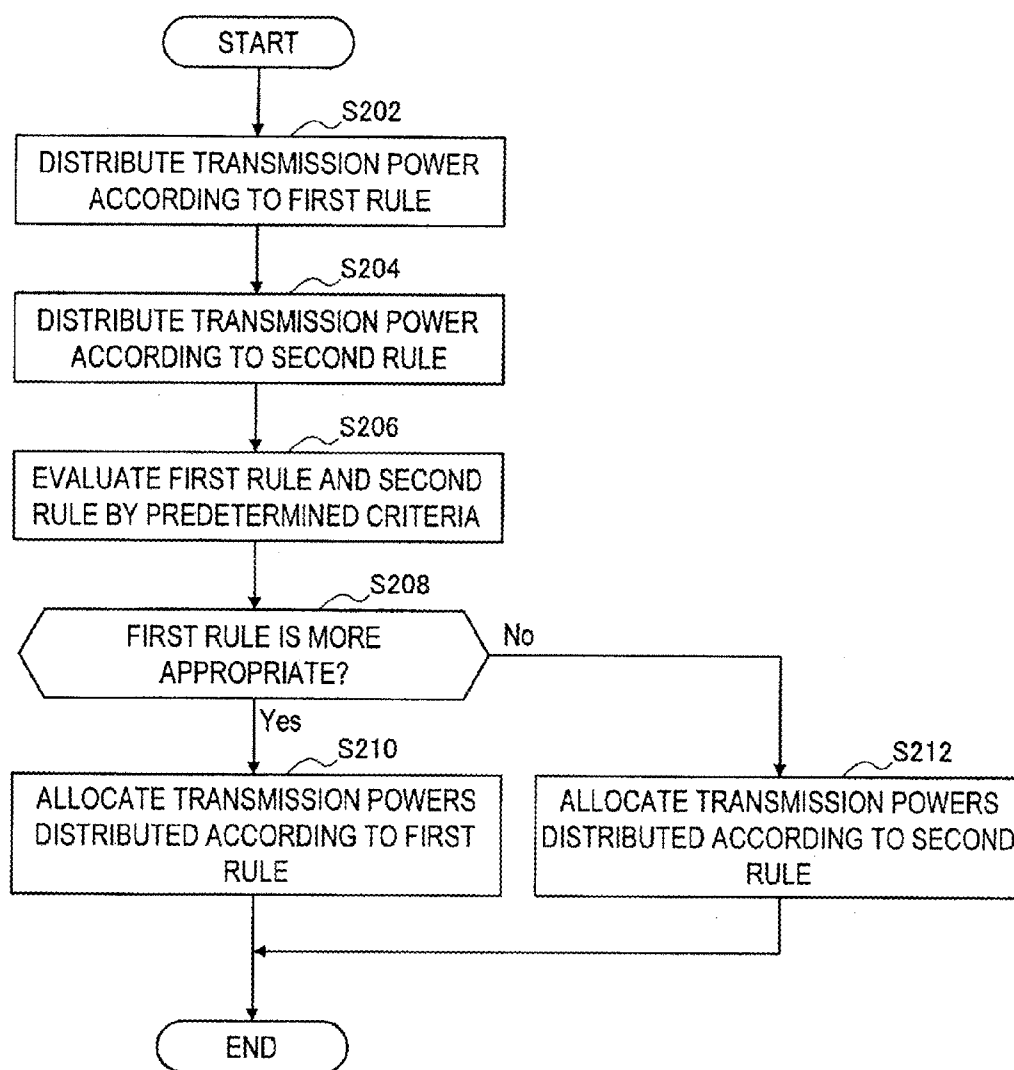 START
S202
DISTRIBUTE TRANSMISSION POWER
ACCORDING TO FIRST RULE
S204
DISTRIBUTE TRANSMISSION POWER
ACCORDING TO SECOND RULE
S206
EVALUATE FIRST RULE AND SECOND
RULE BY PREDETERMINED CRITERIA
S208
FIRST RULE IS MORE
APPROPRIATE?
No
Yes
S210
ALLOCATE TRANSMISSION POWERS
DISTRIBUTED ACCORDING TO FIRST
RULE
S212
ALLOCATE TRANSMISSION POWERS
DISTRIBUTED ACCORDING TO SECOND
RULE
END